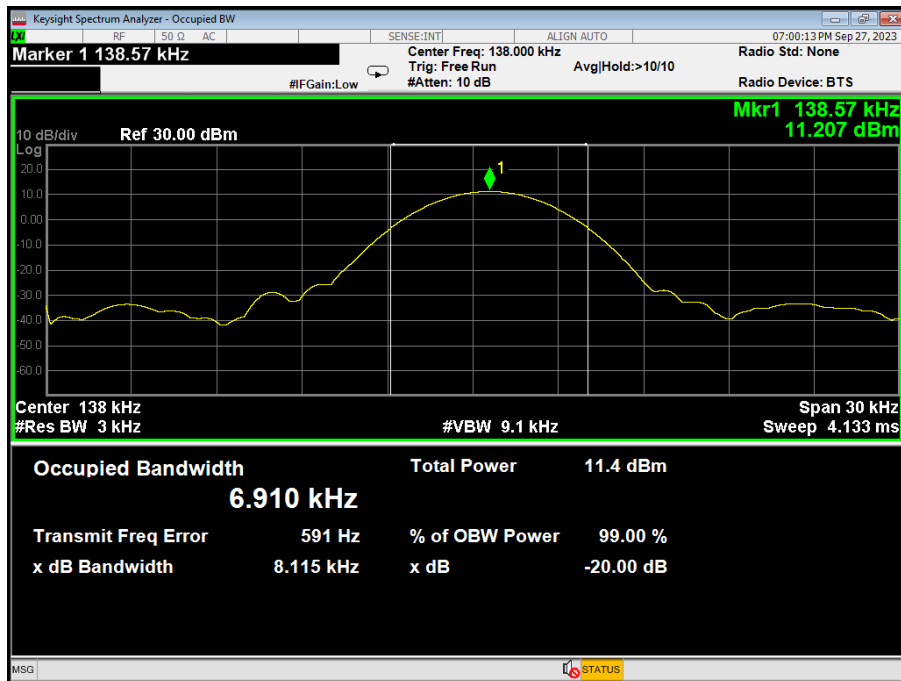 Keysight Spectrum Analyzer - Occupied BW
LXI RF 50 Ω AC SENSE:INT ALIGN AUTO 07:00:13 PM Sep 27, 2023
Marker 1 138.57 kHz
Center Freq: 138.000 kHz
Radio Std: None
Trig: Free Run
Avg|Hold:>10/10
#IFGain:Low
#Atten: 10 dB
Radio Device: BTS
Mkr1 138.57 kHz
11.207 dBm
10 dB/div Ref 30.00 dBm
Log
1
20.0
10.0
0.00
-10.0
-20.0
-30.0
-40.0
-50.0
-60.0
Center 138 kHz Span 30 kHz
#Res BW 3 kHz #VBW 9.1 kHz Sweep 4.133 ms
Occupied Bandwidth Total Power 11.4 dBm
6.910 kHz
Transmit Freq Error 591 Hz % of OBW Power 99.00 %
x dB Bandwidth 8.115 kHz x dB -20.00 dB
MSG STATUS